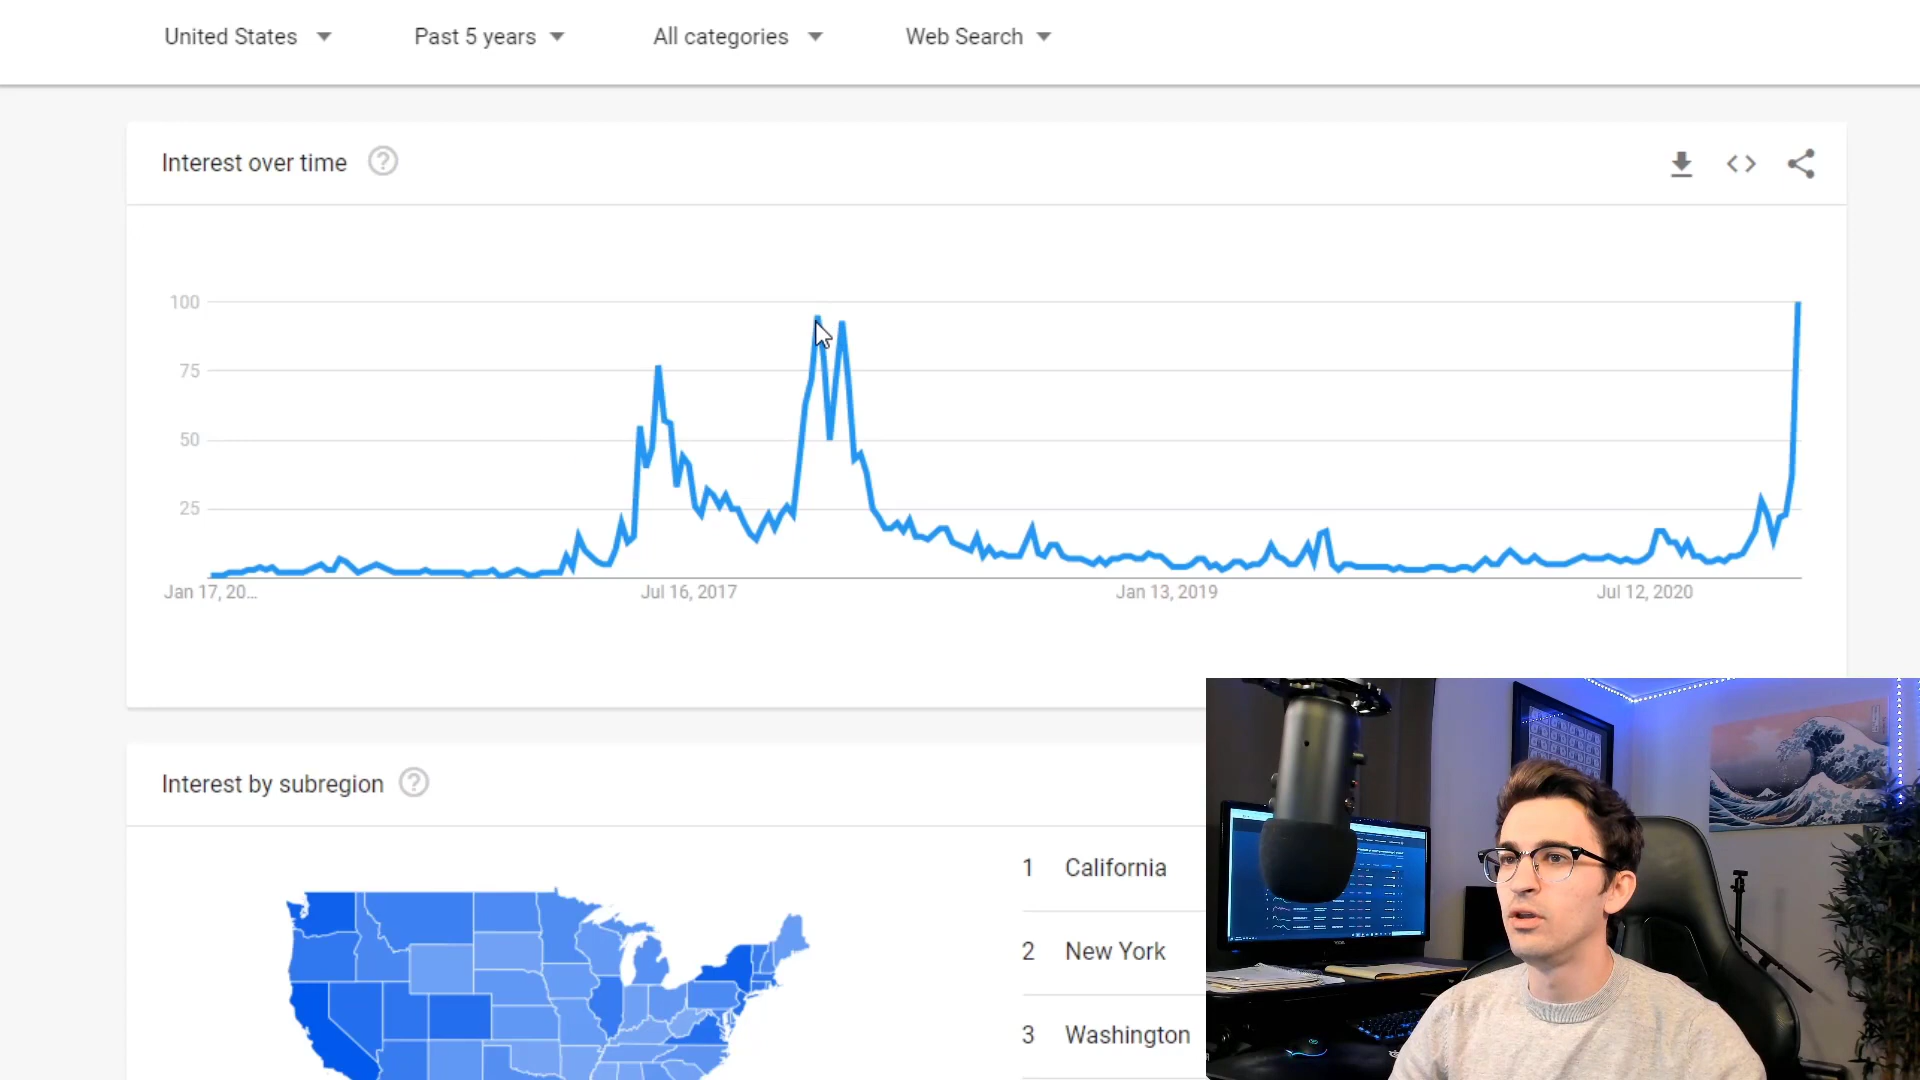 United States Past 5 years All categories Web Search
Interest over time
100
75
50
25
Jan 17, 20... Jul 16, 2017 Jan 13, 2019 Jul 12, 2020
Interest by subregion
1 California
2 New York
3 Washington